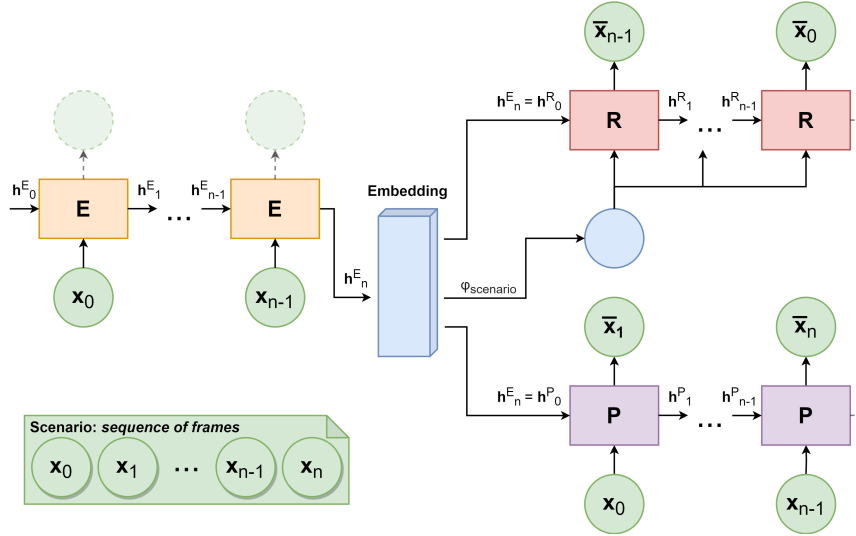 x̅n-1
x̅0
hEn = hR0
hR1
hRn-1
R
...
R
hE0
hE1
hEn-1
E
...
E
Embedding
x0
xn-1
hEn
φscenario
x̅1
x̅n
hEn = hP0
hP1
hPn-1
P
...
P
Scenario: sequence of frames
x0 x1 ... xn-1 xn
x0
xn-1